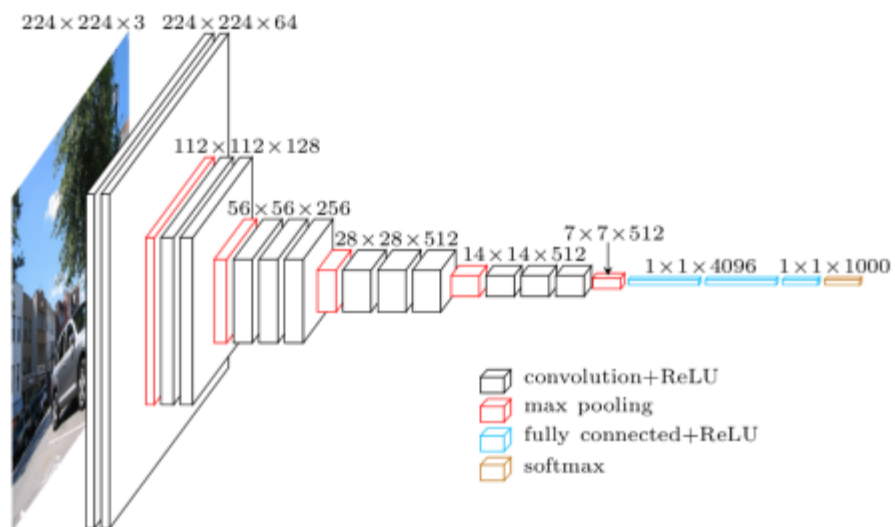 224×224×3
224×224×64
112×112×128
56×56×256
28×28×512
14×14×512
7×7×512
1×1×4096
1×1×1000
convolution+ReLU
max pooling
fully connected+ReLU
softmax